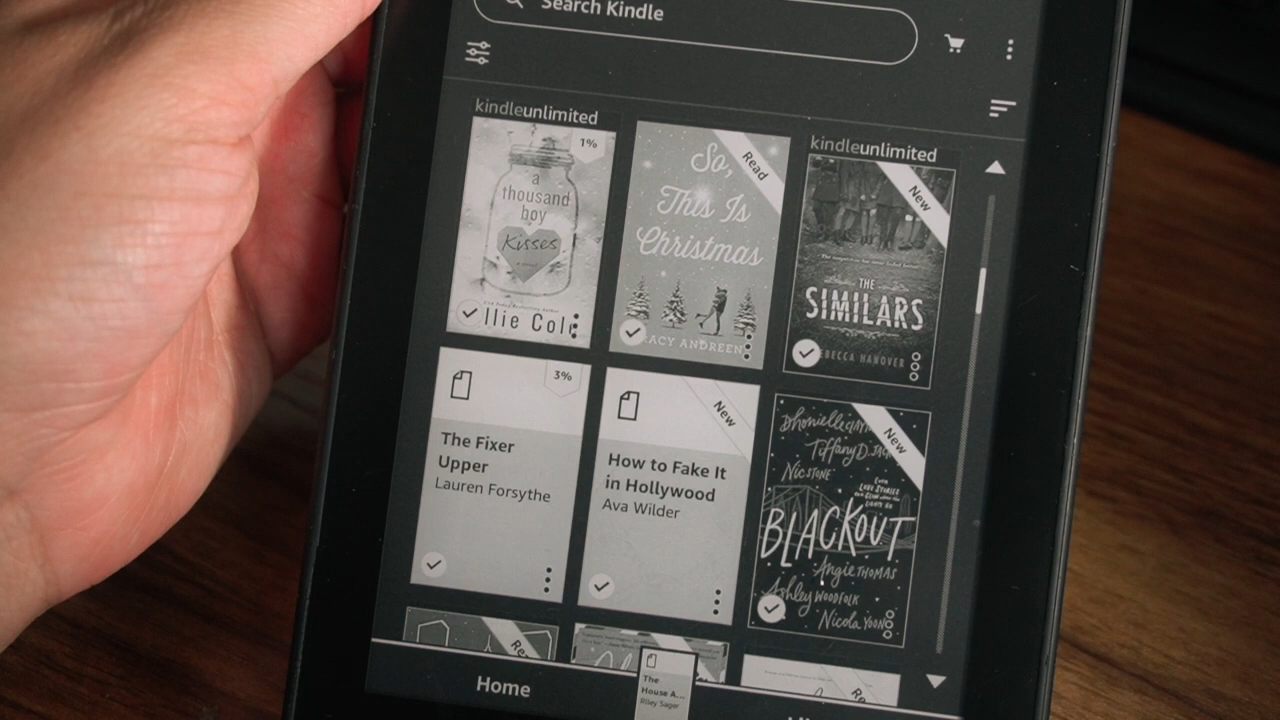 Search Kindle
kindleunlimited
1%
a
thousand
boy
Kisses
llie Col
Read
So,
This Is
Christmas
ACY ANDREEN
kindleunlimited
New
THE
SIMILARS
EBECCA HANOVER
3%
The Fixer
Upper
Lauren Forsythe
New
How to Fake It
in Hollywood
Ava Wilder
New
Dhonielle
Tiffany D.
Nic Stone
BLACKOUT
Angie THOMAS
Ashley WOODFOLK
Nicola YOON
Re
Re
Home
The
House A...
Riley Sager